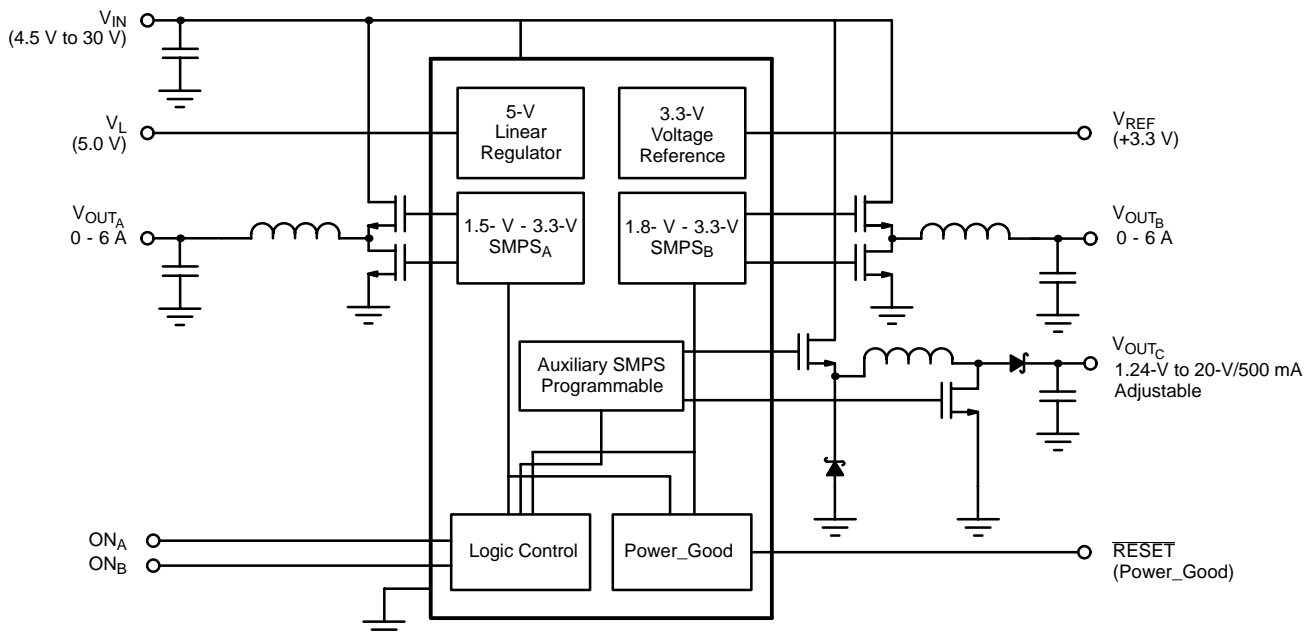 VIN
(4.5 V to 30 V)
5-V
Linear
Regulator
3.3-V
Voltage
Reference
VL
(5.0 V)
VREF
(+3.3 V)
VOUTA
0 - 6 A
1.5- V - 3.3-V
SMPSA
1.8- V - 3.3-V
SMPSB
VOUTB
0 - 6 A
Auxiliary SMPS
Programmable
VOUTC
1.24-V to 20-V/500 mA
Adjustable
ONA
ONB
Logic Control
Power_Good
RESET
(Power_Good)